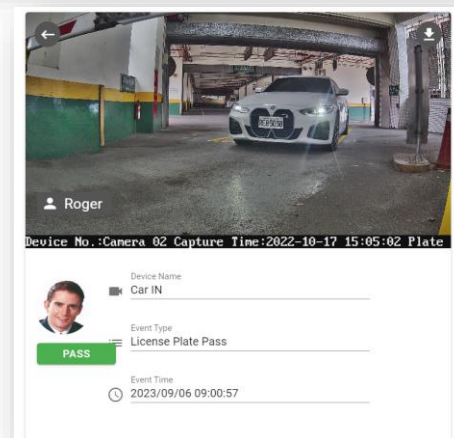 Roger
Device No.:Camera 02 Capture Time:2022-10-17 15:05:02 Plate
Device Name
Car IN
PASS
Event Type
License Plate Pass
Event Time
2023/09/06 09:00:57